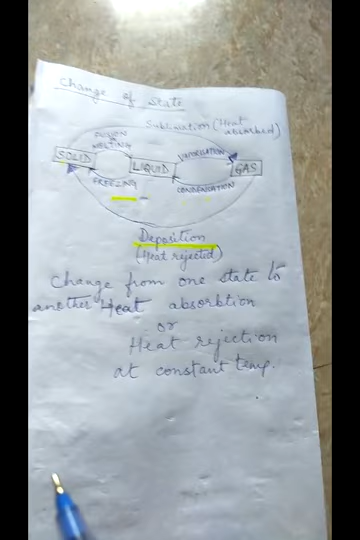 Change of State
Sublimation (Heat
absorbed)
FUSION
MELTING
VAPORISATION
SOLID
LIQUID
GAS
FREEZING
CONDENSATION
Deposition
(Heat rejected)
Change from one state to
another Heat absorbtion
or
Heat rejection
at constant temp.